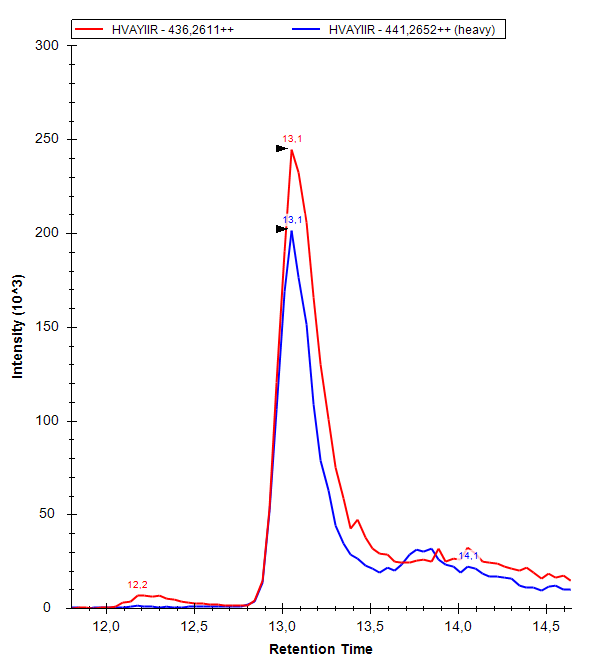 HVAYIIR - 436,2611++ HVAYIIR - 441,2652++ (heavy)
300
250
200
150
100
50
0
Intensity (10^3)
13,1
13,1
12,2
14,1
12,0 12,5 13,0 13,5 14,0 14,5
Retention Time